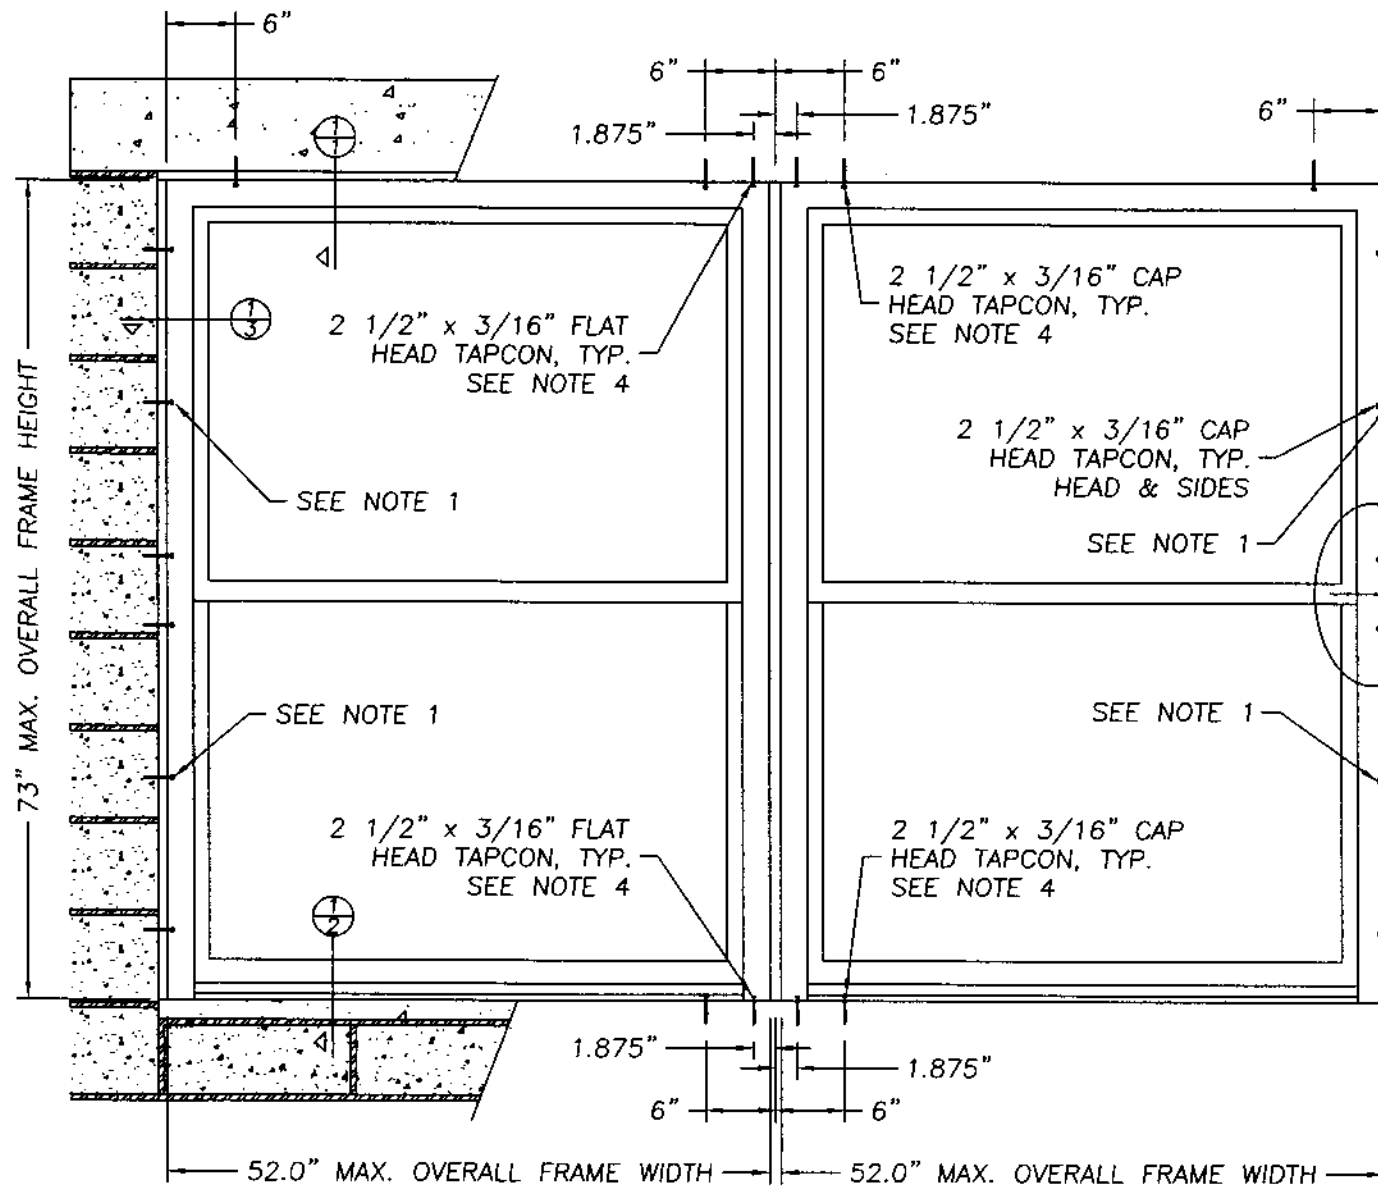 6"
6"
6"
6"
1.875"
1.875"
1
1
2 1/2" x 3/16" CAP
HEAD TAPCON, TYP.
SEE NOTE 4
1
3
2 1/2" x 3/16" FLAT
HEAD TAPCON, TYP.
SEE NOTE 4
2 1/2" x 3/16" CAP
HEAD TAPCON, TYP.
HEAD & SIDES
SEE NOTE 1
SEE NOTE 1
73" MAX. OVERALL FRAME HEIGHT
SEE NOTE 1
SEE NOTE 1
2 1/2" x 3/16" FLAT
HEAD TAPCON, TYP.
SEE NOTE 4
2 1/2" x 3/16" CAP
HEAD TAPCON, TYP.
SEE NOTE 4
1
2
1.875"
1.875"
6"
6"
52.0" MAX. OVERALL FRAME WIDTH
52.0" MAX. OVERALL FRAME WIDTH